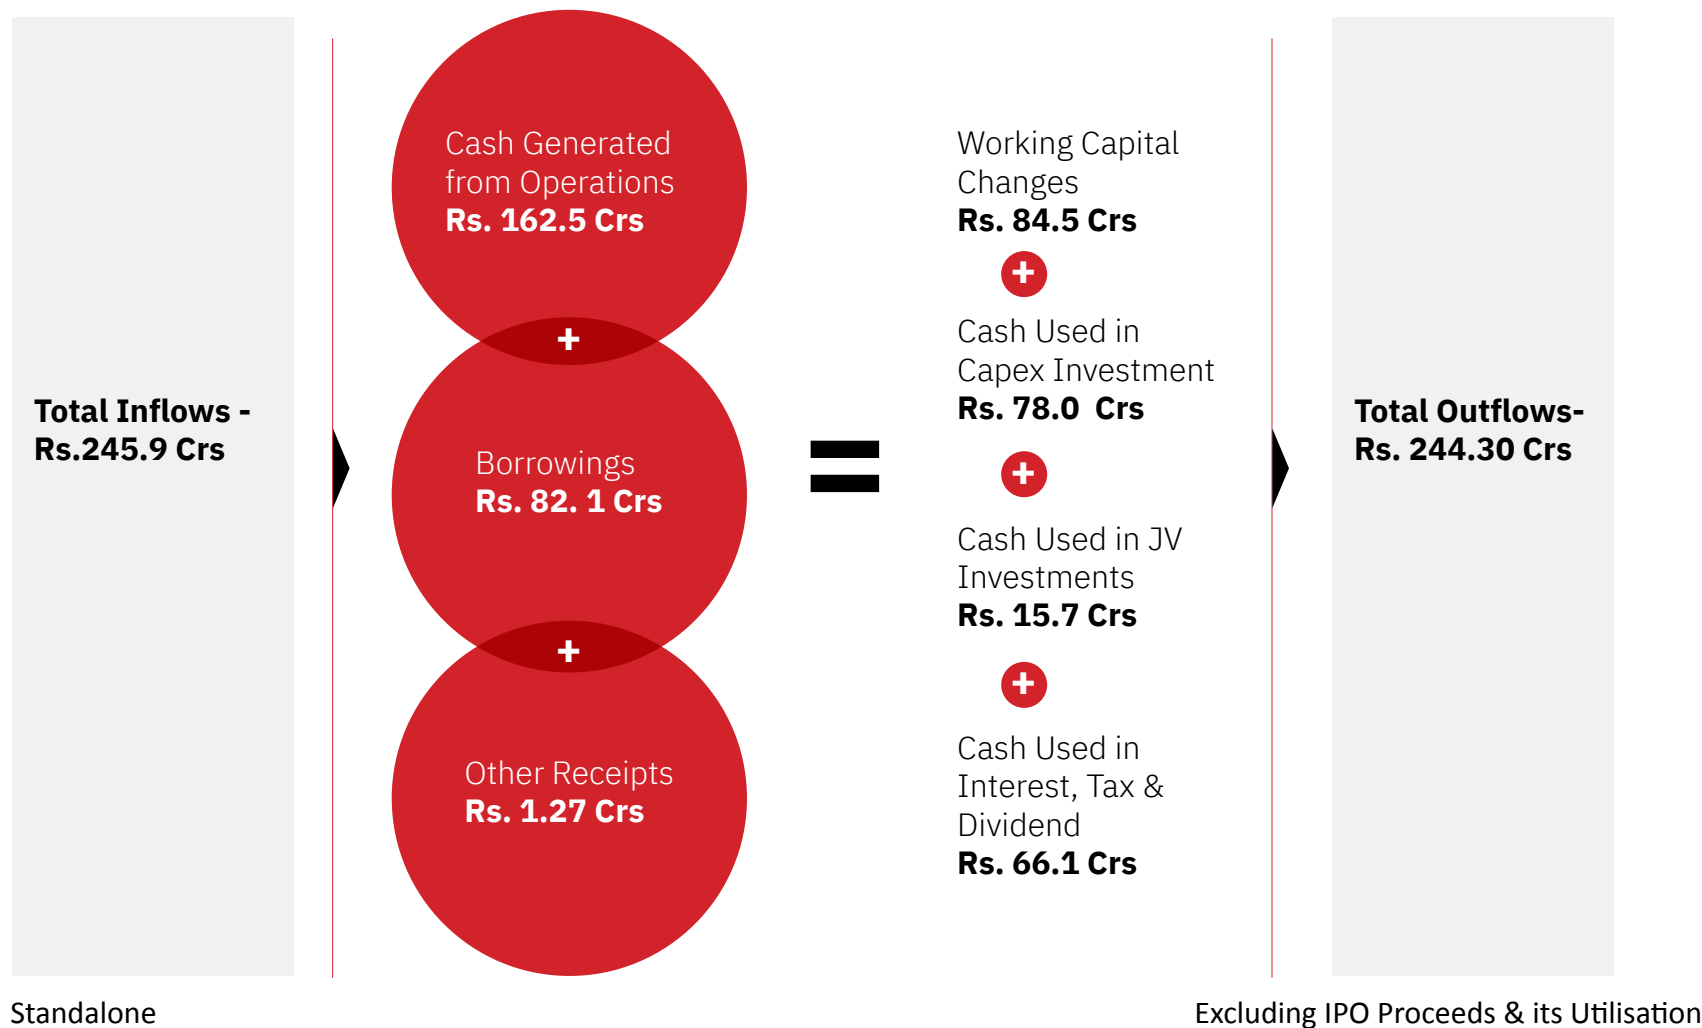 Total Inflows -
Rs.245.9 Crs
Cash Generated
from Operations
Rs. 162.5 Crs
+
Borrowings
Rs. 82. 1 Crs
+
Other Receipts
Rs. 1.27 Crs
=
Working Capital
Changes
Rs. 84.5 Crs
+
Cash Used in
Capex Investment
Rs. 78.0  Crs
+
Cash Used in JV
Investments
Rs. 15.7 Crs
+
Cash Used in
Interest, Tax &
Dividend
Rs. 66.1 Crs
Total Outflows-
Rs. 244.30 Crs
Standalone
Excluding IPO Proceeds & its Utilisation